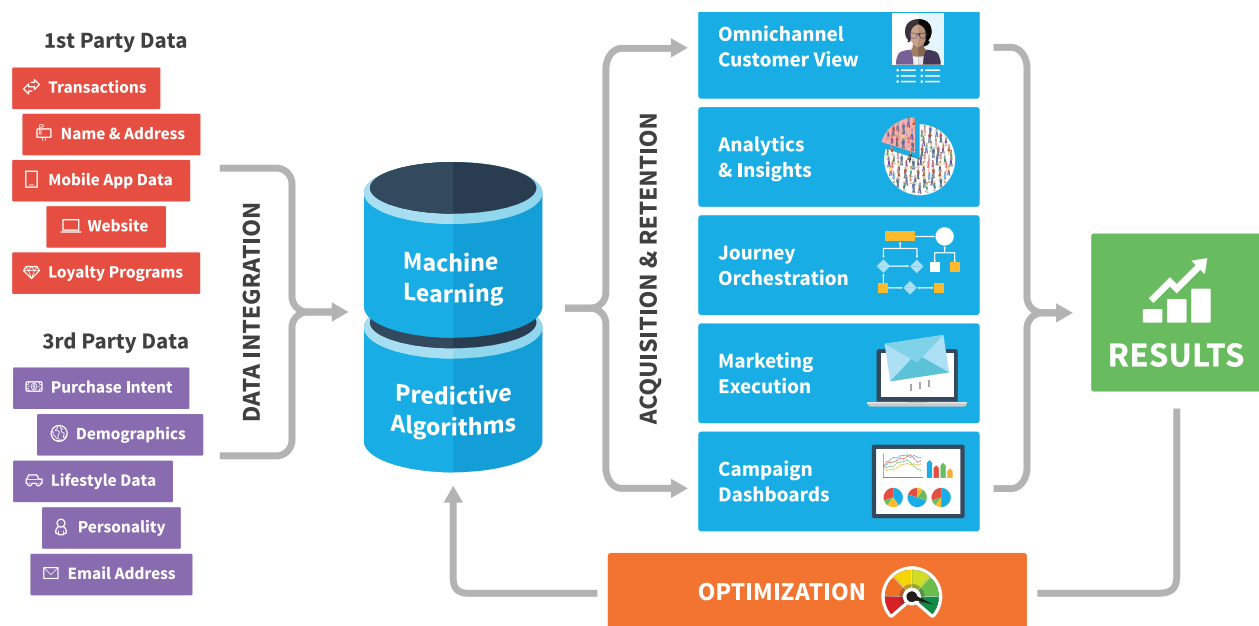 1st Party Data
Transactions
Name & Address
Mobile App Data
Website
Loyalty Programs
3rd Party Data
Purchase Intent
Demographics
Lifestyle Data
Personality
Email Address
DATA INTEGRATION
Machine
Learning
Predictive
Algorithms
ACQUISITION & RETENTION
Omnichannel
Customer View
Analytics
& Insights
Journey
Orchestration
Marketing
Execution
Campaign
Dashboards
RESULTS
OPTIMIZATION